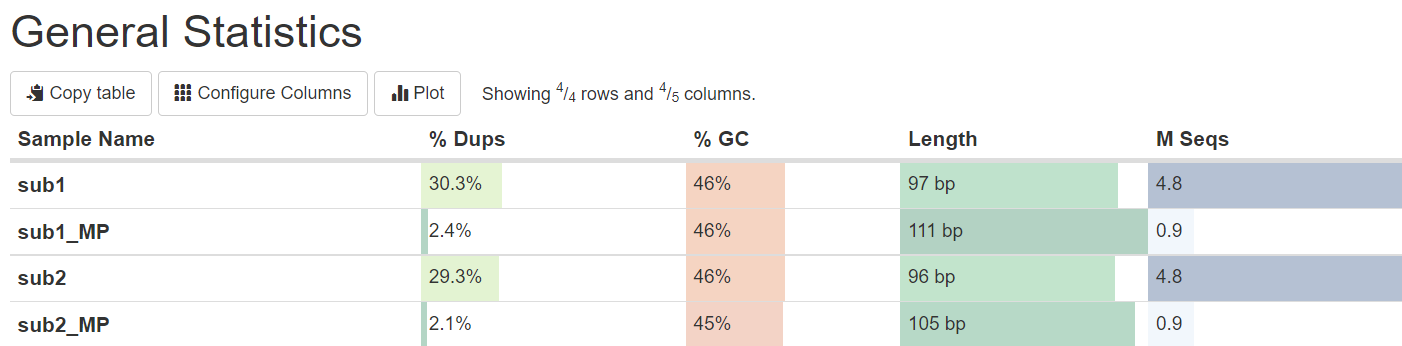 General Statistics
Copy table Configure Columns Plot Showing 4/4 rows and 4/5 columns.
Sample Name % Dups % GC Length M Seqs
sub1 30.3% 46% 97 bp 4.8
sub1_MP 2.4% 46% 111 bp 0.9
sub2 29.3% 46% 96 bp 4.8
sub2_MP 2.1% 45% 105 bp 0.9